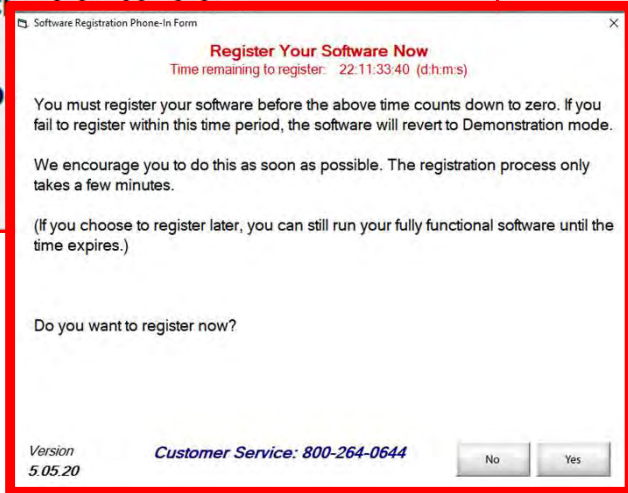 Software Registration Phone-In Form
Register Your Software Now
Time remaining to register: 22:11:33:40 (d:h:m:s)
You must register your software before the above time counts down to zero. If you
fail to register within this time period, the software will revert to Demonstration mode.
We encourage you to do this as soon as possible. The registration process only
takes a few minutes.
(If you choose to register later, you can still run your fully functional software until the
time expires.)
Do you want to register now?
Version
5.05.20
Customer Service: 800-264-0644
No
Yes